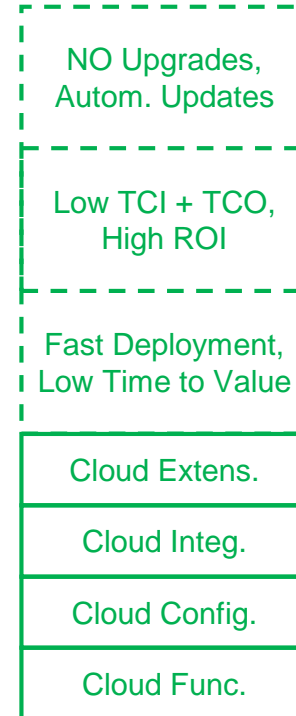 NO Upgrades,
Autom. Updates
Low TCI + TCO,
High ROI
Fast Deployment,
Low Time to Value
Cloud Extens.
Cloud Integ.
Cloud Config.
Cloud Func.